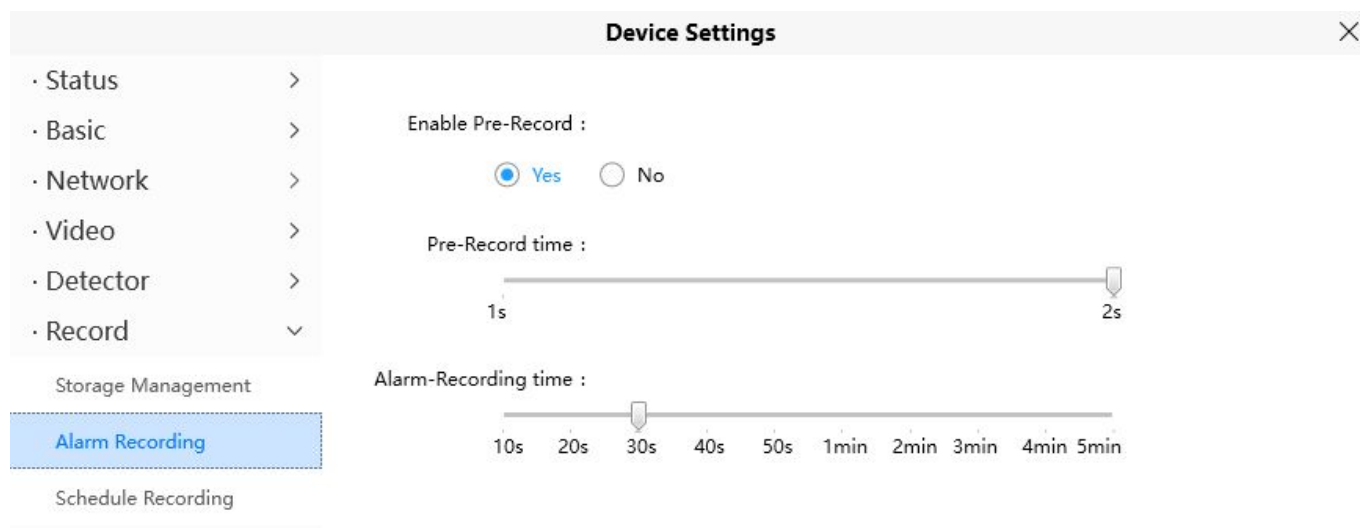 Device Settings
· Status
· Basic
· Network
· Video
· Detector
· Record
Storage Management
Alarm Recording
Schedule Recording
Enable Pre-Record :
Yes No
Pre-Record time :
1s 2s
Alarm-Recording time :
10s 20s 30s 40s 50s 1min 2min 3min 4min 5min